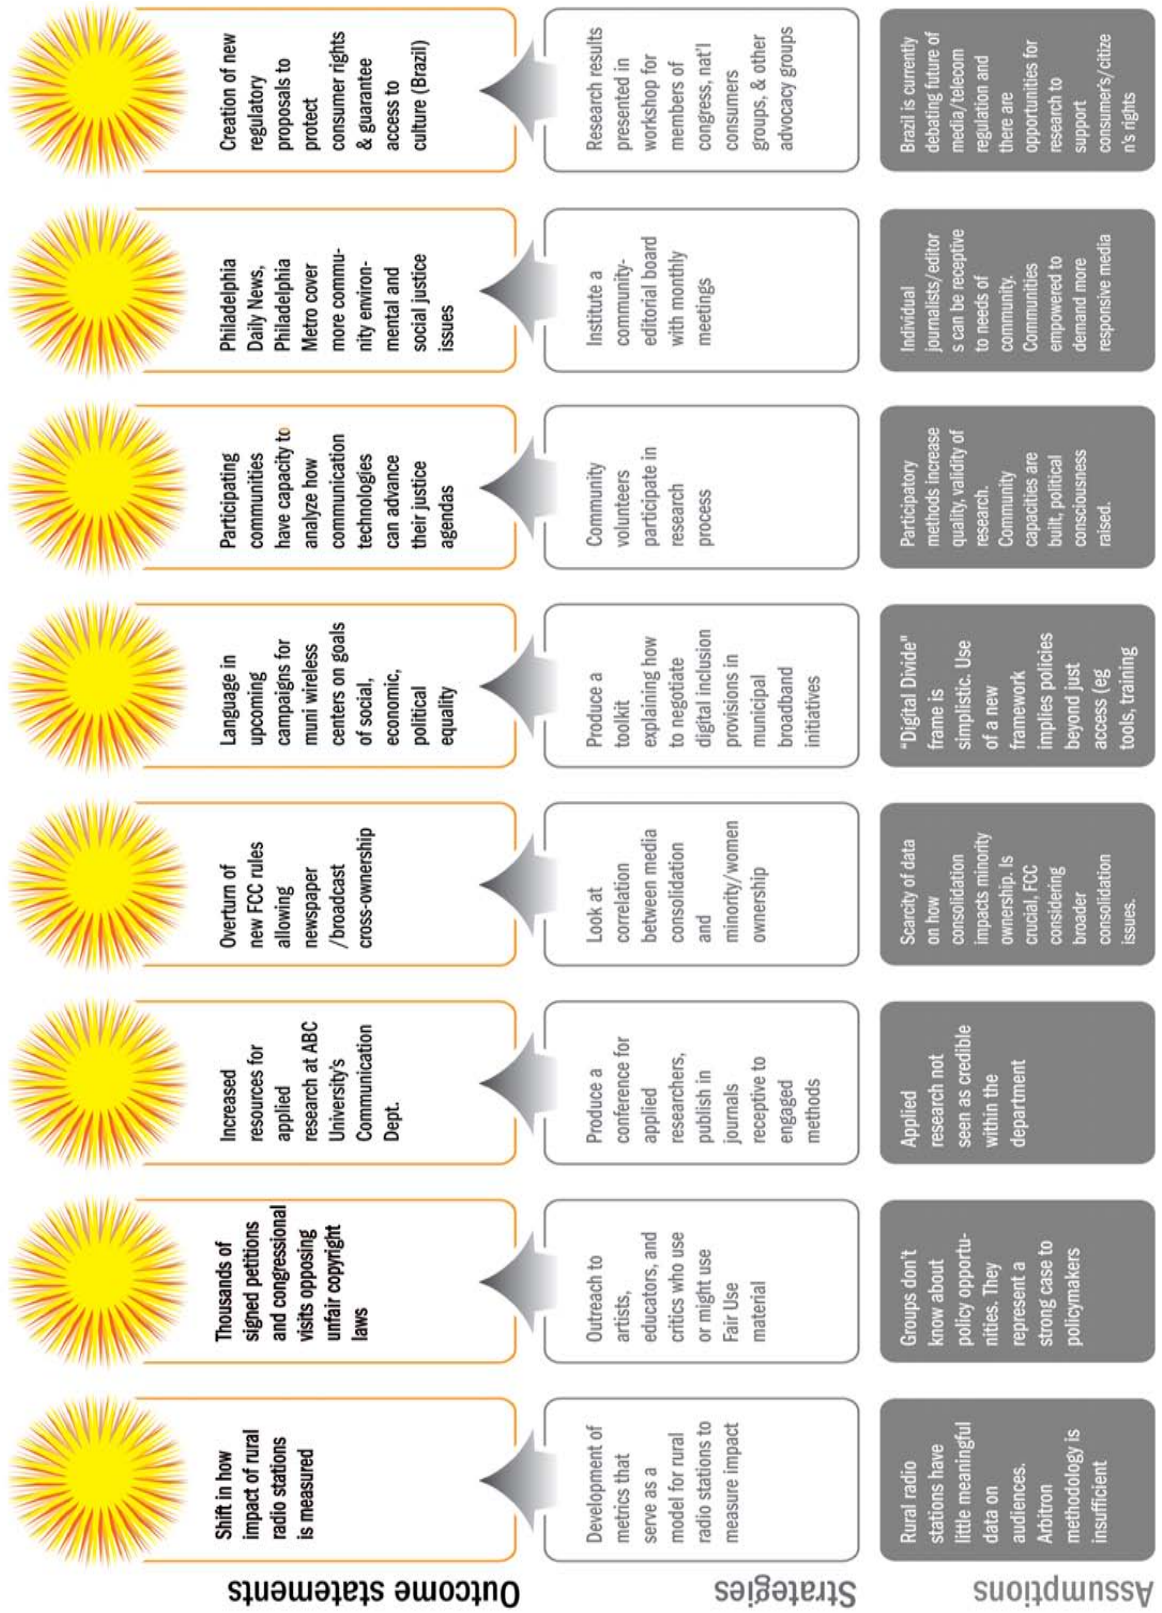 Outcome statements
Shift in how
impact of rural
radio stations
is measured
Thousands of
signed petitions
and congressional
visits opposing
unfair copyright
laws
Increased
resources for
applied
research at ABC
University's
Communication
Dept.
Overturn of
new FCC rules
allowing
newspaper
/broadcast
cross-ownership
Language in
upcoming
campaigns for
muni wireless
centers on goals
of social,
economic,
political
equality
Participating
communities
have capacity to
analyze how
communication
technologies
can advance
their justice
agendas
Philadelphia
Daily News,
Philadelphia
Metro cover
more commu-
nity environ-
mental and
social justice
issues
Creation of new
regulatory
proposals to
protect
consumer rights
& guarantee
access to
culture (Brazil)
Strategies
Development of
metrics that
serve as a
model for rural
radio stations to
measure impact
Outreach to
artists,
educators, and
critics who use
or might use
Fair Use
material
Produce a
conference for
applied
researchers,
publish in
journals
receptive to
engaged
methods
Look at
correlation
between media
consolidation
and
minority/women
ownership
Produce a
toolkit
explaining how
to negotiate
digital inclusion
provisions in
municipal
broadband
initiatives
Community
volunteers
participate in
research
process
Institute a
community-
editorial board
with monthly
meetings
Research results
presented in
workshop for
members of
congress, nat'l
consumers
groups, & other
advocacy groups
Assumptions
Rural radio
stations have
little meaningful
data on
audiences.
Arbitron
methodology is
insufficient
Groups don't
know about
policy opportu-
nities. They
represent a
strong case to
policymakers
Applied
research not
seen as credible
within the
department
Scarcity of data
on how
consolidation
impacts minority
ownership. Is
crucial, FCC
considering
broader
consolidation
issues.
"Digital Divide"
frame is
simplistic. Use
of a new
framework
implies policies
beyond just
access (eg
tools, training
Participatory
methods increase
quality, validity of
research.
Community
capacities are
built, political
consciousness
raised.
Individual
journalists/editor
s can be receptive
to needs of
community.
Communities
empowered to
demand more
responsive media
Brazil is currently
debating future of
media/telecom
regulation and
there are
opportunities for
research to
support
consumer's/citize
n's rights